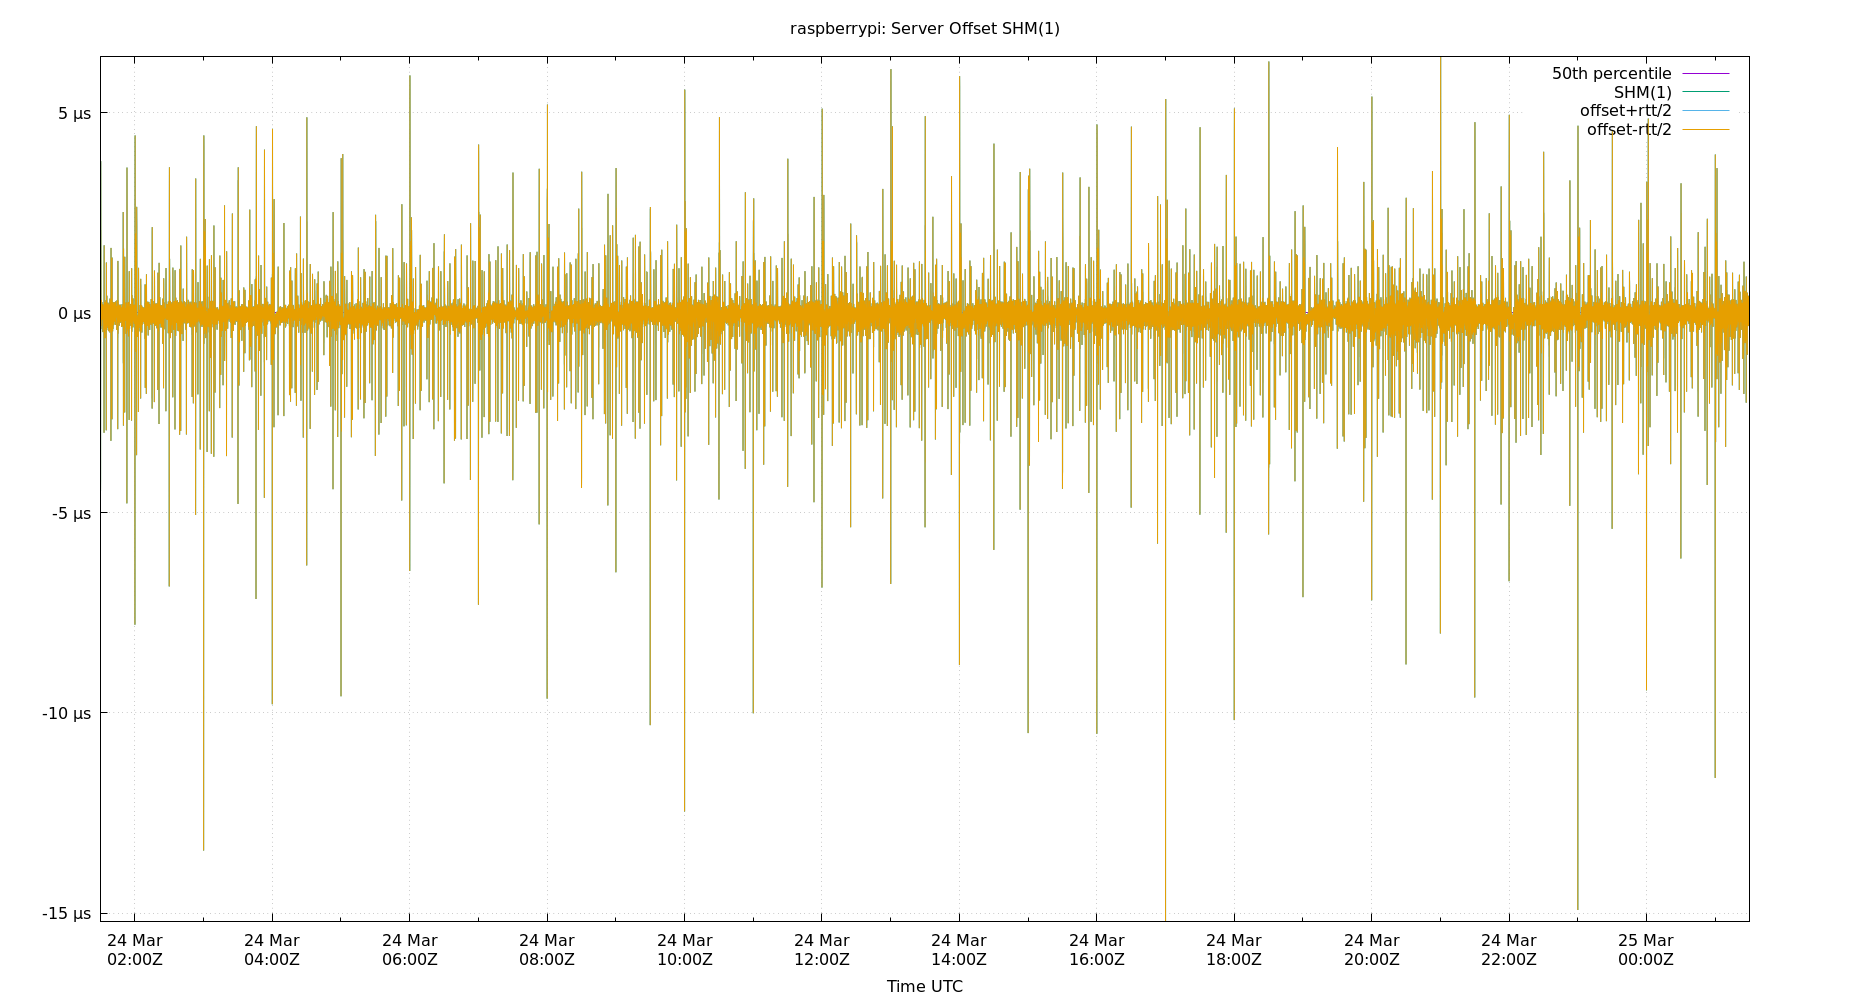 raspberrypi: Server Offset SHM(1)
50th percentile
SHM(1)
offset+rtt/2
offset-rtt/2
5 µs
0 µs
-5 µs
-10 µs
-15 µs
24 Mar 24 Mar 24 Mar 24 Mar 24 Mar 24 Mar 24 Mar 24 Mar 24 Mar 24 Mar 24 Mar 25 Mar
02:00Z 04:00Z 06:00Z 08:00Z 10:00Z 12:00Z 14:00Z 16:00Z 18:00Z 20:00Z 22:00Z 00:00Z
Time UTC